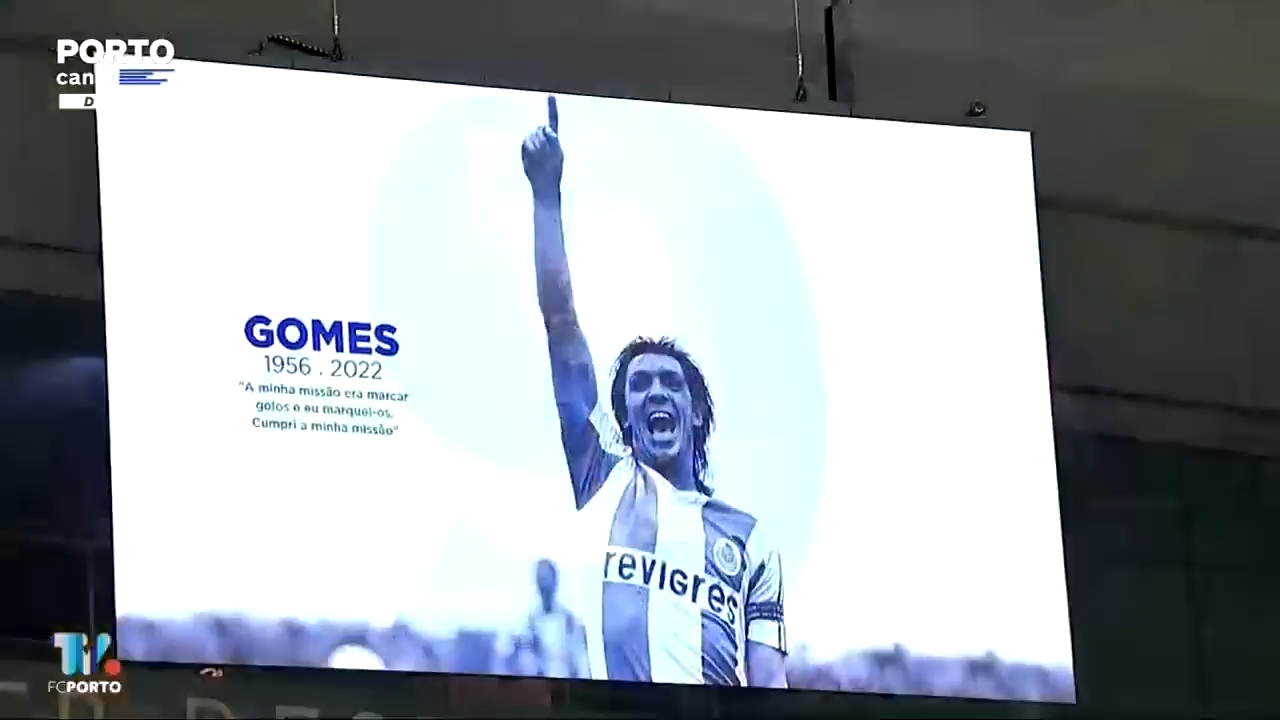 PORTO
can
D
GOMES
1956 . 2022
"A minha missão era marcar
golos e eu marquei-os.
Cumpri a minha missão"
revigres
FCPORTO